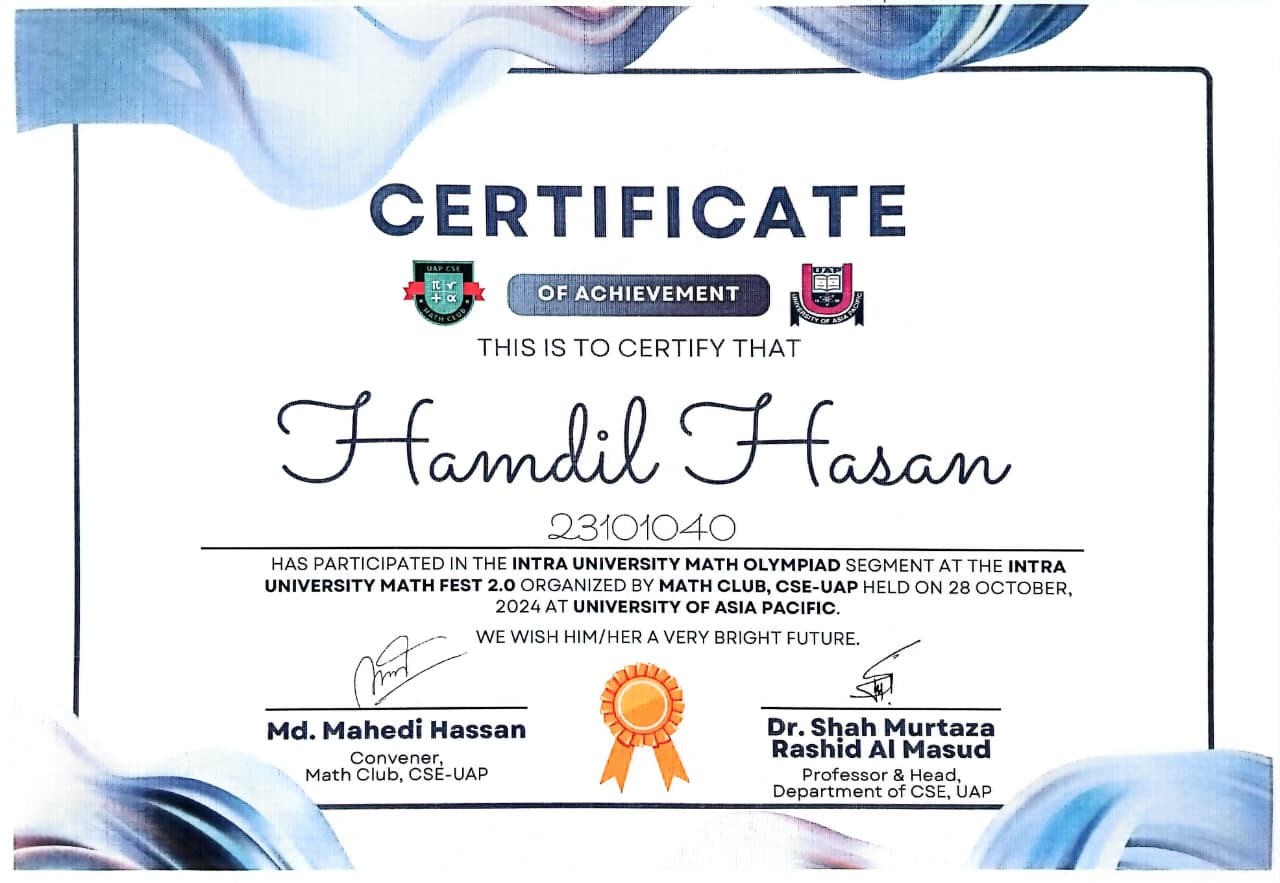 CERTIFICATE
UAP CSE
π √
+ α
MATH CLUB
OF ACHIEVEMENT
UAP
UNIVERSITY OF ASIA PACIFIC
THIS IS TO CERTIFY THAT
Hamdil Hasan
23101040
HAS PARTICIPATED IN THE INTRA UNIVERSITY MATH OLYMPIAD SEGMENT AT THE INTRA
UNIVERSITY MATH FEST 2.0 ORGANIZED BY MATH CLUB, CSE-UAP HELD ON 28 OCTOBER,
2024 AT UNIVERSITY OF ASIA PACIFIC.
WE WISH HIM/HER A VERY BRIGHT FUTURE.
Md. Mahedi Hassan
Convener,
Math Club, CSE-UAP
Dr. Shah Murtaza
Rashid Al Masud
Professor & Head,
Department of CSE, UAP